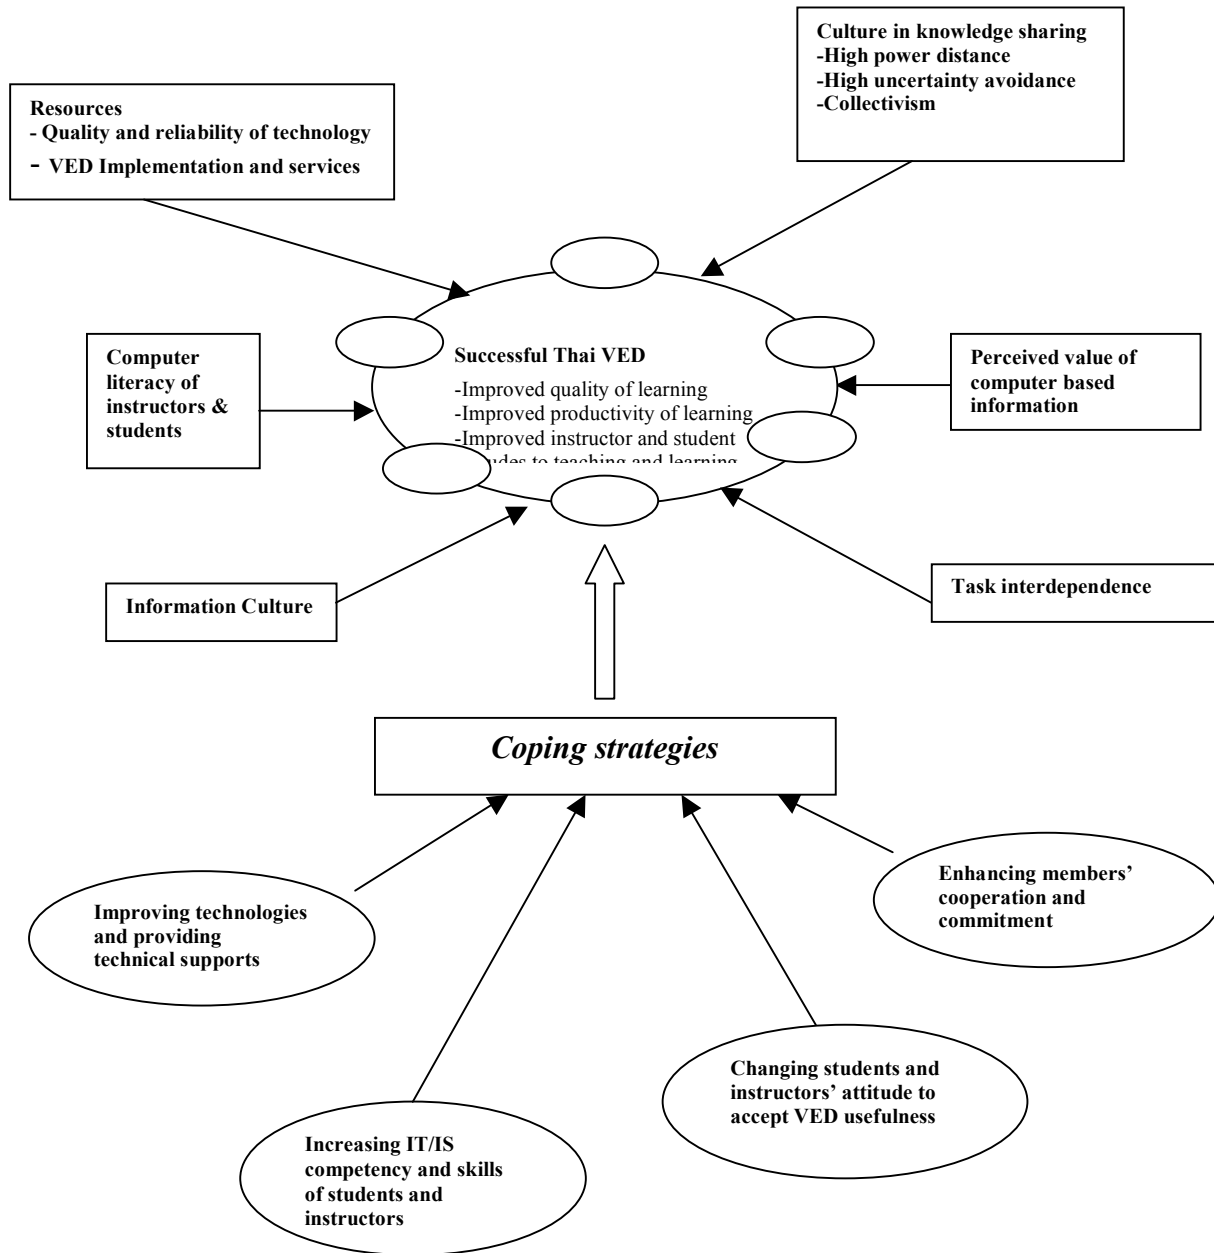 Culture in knowledge sharing
-High power distance
-High uncertainty avoidance
-Collectivism
Resources
- Quality and reliability of technology
- VED Implementation and services
Computer
literacy of
instructors &
students
Successful Thai VED
-Improved quality of learning
-Improved productivity of learning
-Improved instructor and student
to teaching and learning
Perceived value of
computer based
information
Information Culture
Task interdependence
Coping strategies
Improving technologies
and providing
technical supports
Enhancing members’
cooperation and
commitment
Changing students and
instructors’ attitude to
accept VED usefulness
Increasing IT/IS
competency and skills
of students and
instructors